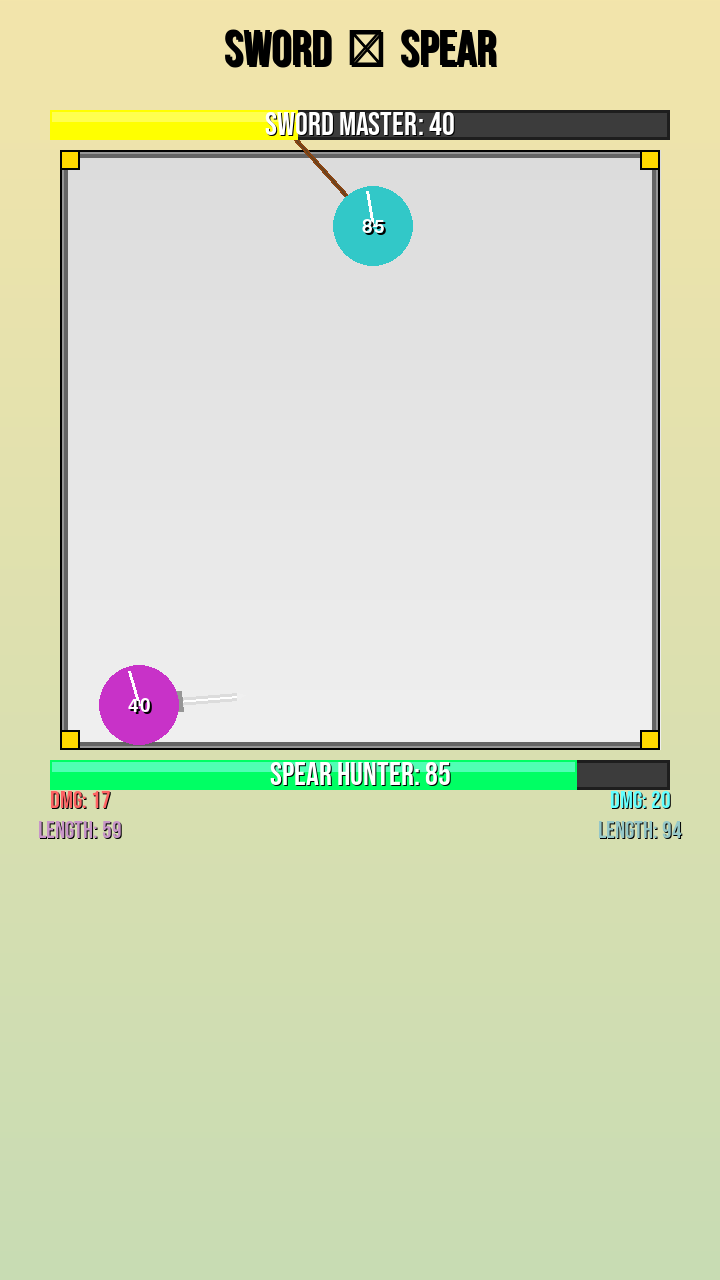 SWORD ⚔ SPEAR
SWORD MASTER: 40
85
40
SPEAR HUNTER: 85
DMG: 17
DMG: 20
LENGTH: 59
LENGTH: 94